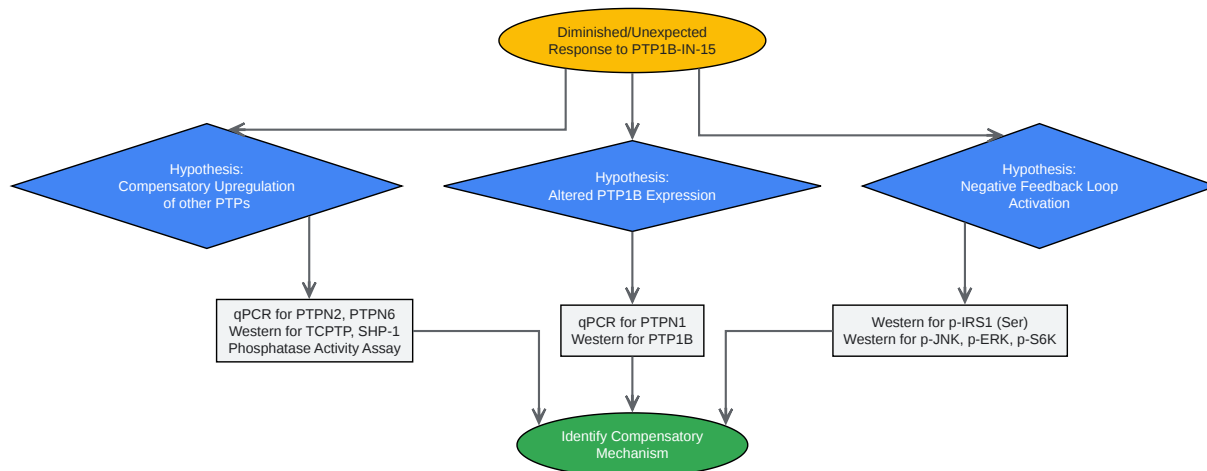 Diminished/Unexpected
Response to PTP1B-IN-15
Hypothesis:
Compensatory Upregulation
of other PTPs
Hypothesis:
Altered PTP1B Expression
Hypothesis:
Negative Feedback Loop
Activation
qPCR for PTPN2, PTPN6
Western for TCPTP, SHP-1
Phosphatase Activity Assay
qPCR for PTPN1
Western for PTP1B
Western for p-IRS1 (Ser)
Western for p-JNK, p-ERK, p-S6K
Identify Compensatory
Mechanism